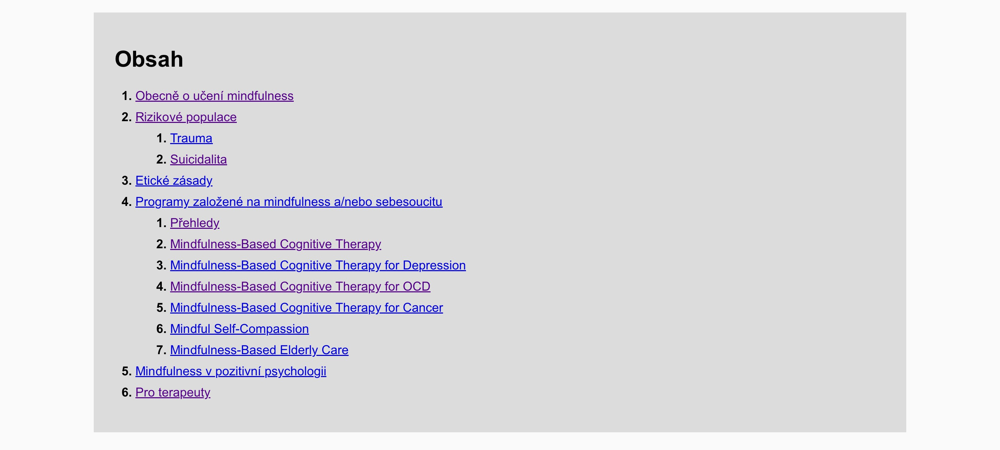 Obsah
1. Obecně o učení mindfulness
2. Rizikové populace
1. Trauma
2. Suicidalita
3. Etické zásady
4. Programy založené na mindfulness a/nebo sebesoucitu
1. Přehledy
2. Mindfulness-Based Cognitive Therapy
3. Mindfulness-Based Cognitive Therapy for Depression
4. Mindfulness-Based Cognitive Therapy for OCD
5. Mindfulness-Based Cognitive Therapy for Cancer
6. Mindful Self-Compassion
7. Mindfulness-Based Elderly Care
5. Mindfulness v pozitivní psychologii
6. Pro terapeuty